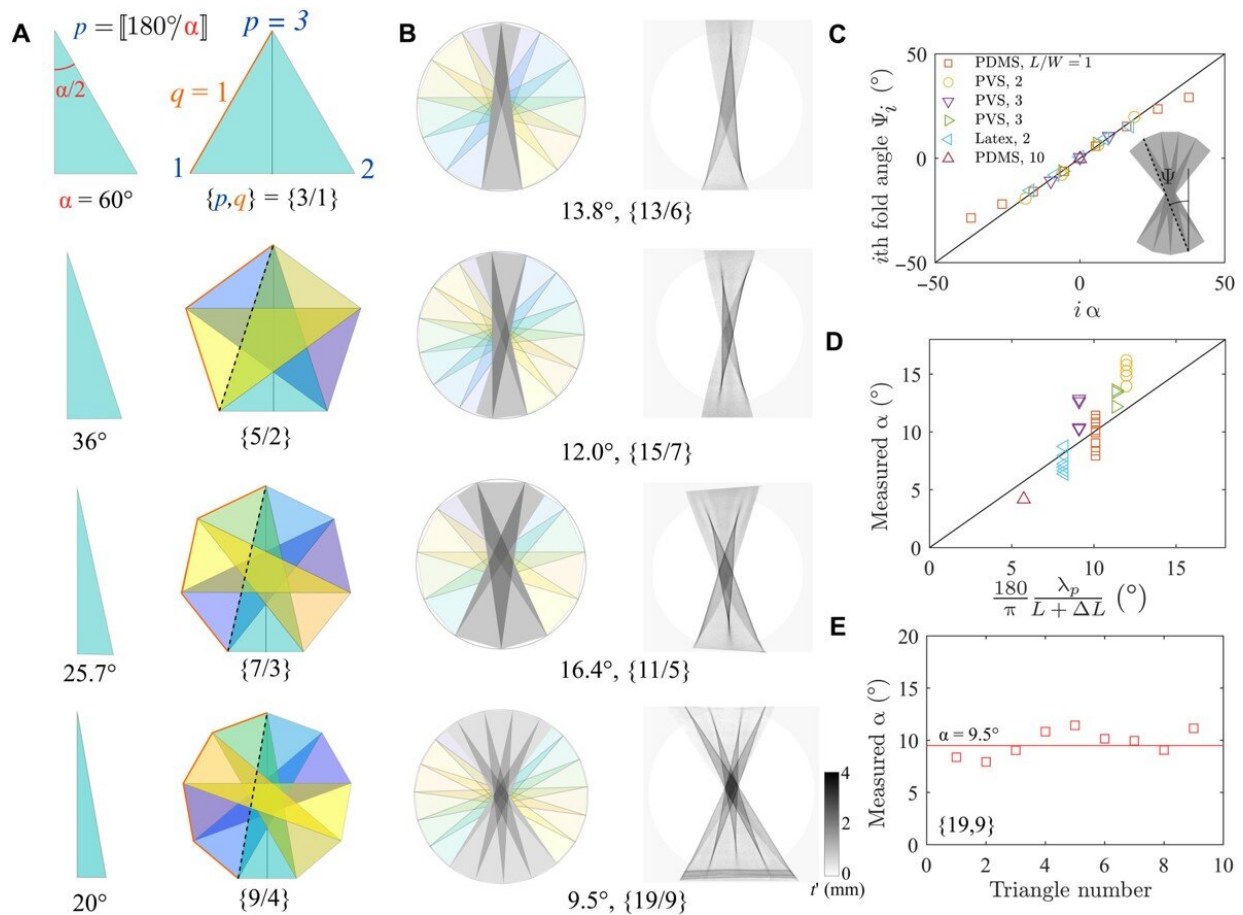 A
p = ⟦180°/α⟧
p = 3
α/2
q = 1
1
2
α = 60°
{p,q} = {3/1}
36°
{5/2}
25.7°
{7/3}
20°
{9/4}
B
13.8°, {13/6}
12.0°, {15/7}
16.4°, {11/5}
9.5°, {19/9}
4
2
0
t' (mm)
C
ith fold angle Ψi (°)
50
0
−50
PDMS, L/W = 1
PVS, 2
PVS, 3
PVS, 3
Latex, 2
PDMS, 10
Ψ
−50 0 50
i α
D
Measured α (°)
15
10
5
0
0 5 10 15
180/π λp/(L + ΔL) (°)
E
Measured α (°)
20
15
10
5
0
α = 9.5°
{19,9}
0 2 4 6 8 10
Triangle number